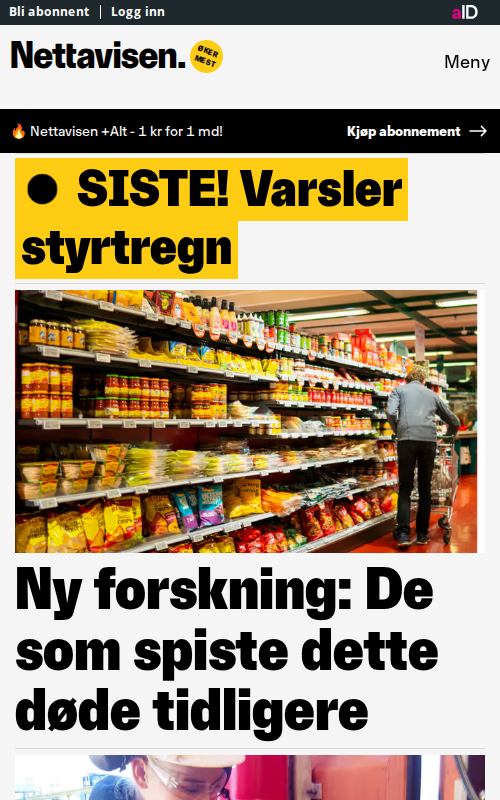 Bli abonnent | Logg inn
aID
Nettavisen.
ØKER
MEST
Meny
🔥 Nettavisen +Alt - 1 kr for 1 md!
Kjøp abonnement →
SISTE! Varsler
styrtregn
Ny forskning: De
som spiste dette
døde tidligere